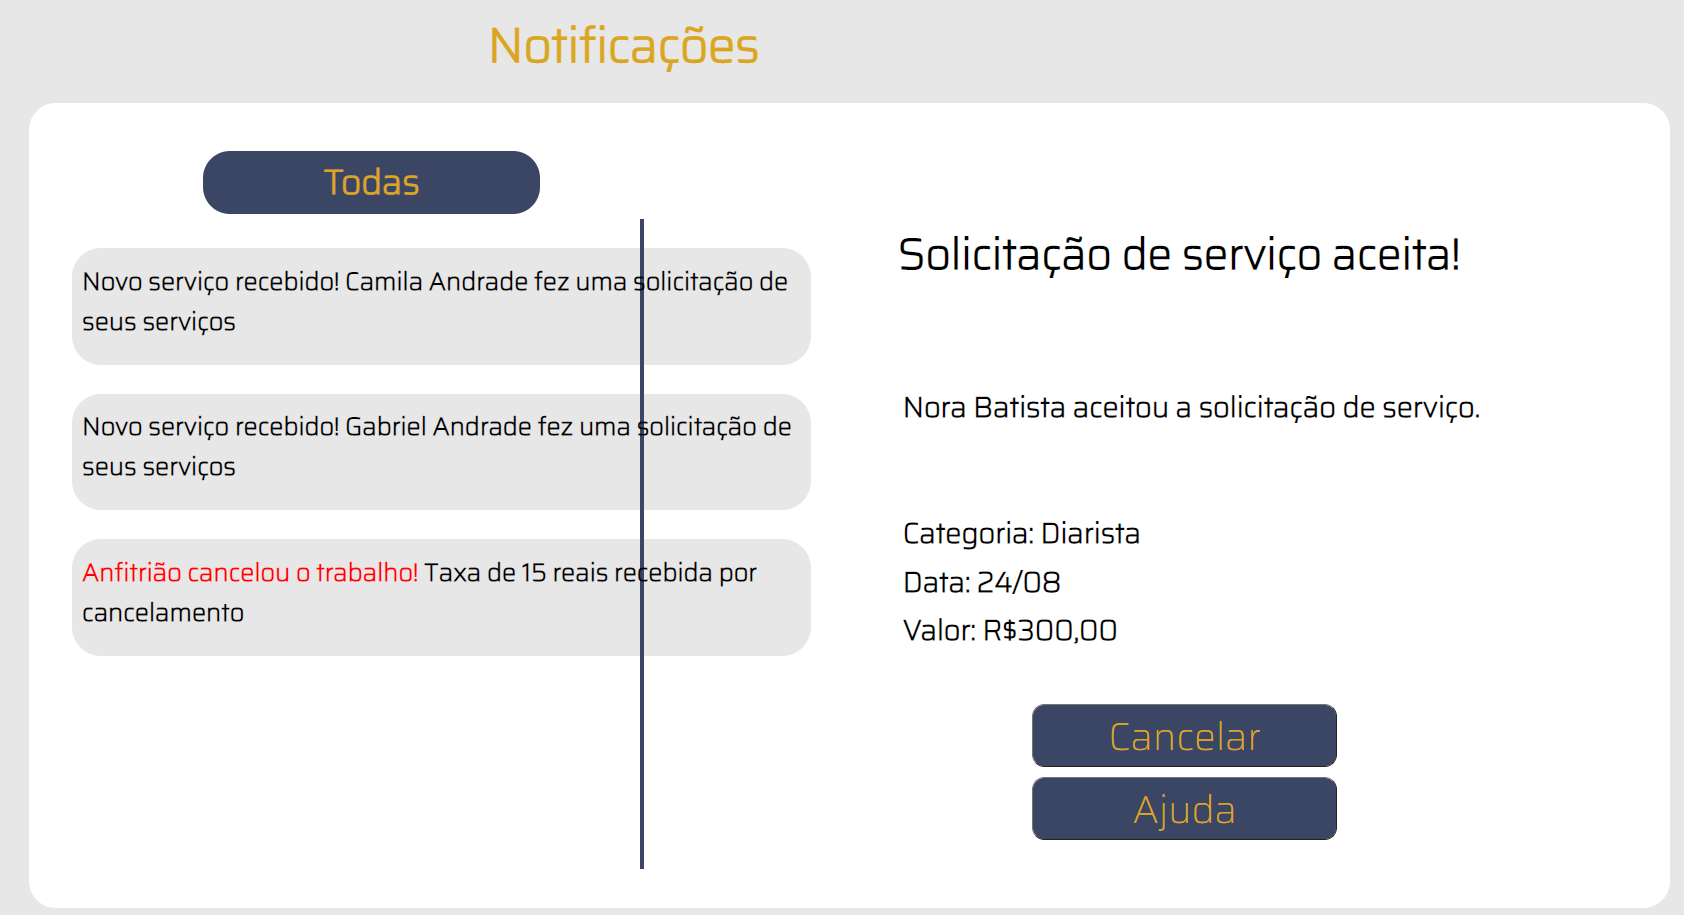 Notificações
Todas
Novo serviço recebido! Camila Andrade fez uma solicitação de
seus serviços
Novo serviço recebido! Gabriel Andrade fez uma solicitação de
seus serviços
Anfitrião cancelou o trabalho! Taxa de 15 reais recebida por
cancelamento
Solicitação de serviço aceita!
Nora Batista aceitou a solicitação de serviço.
Categoria: Diarista
Data: 24/08
Valor: R$300,00
Cancelar
Ajuda